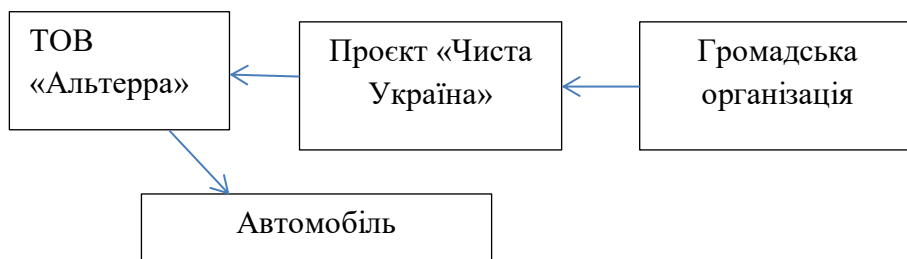 ТОВ
«Альтерра»
Проєкт «Чиста
Україна»
Громадська
організація
Автомобіль